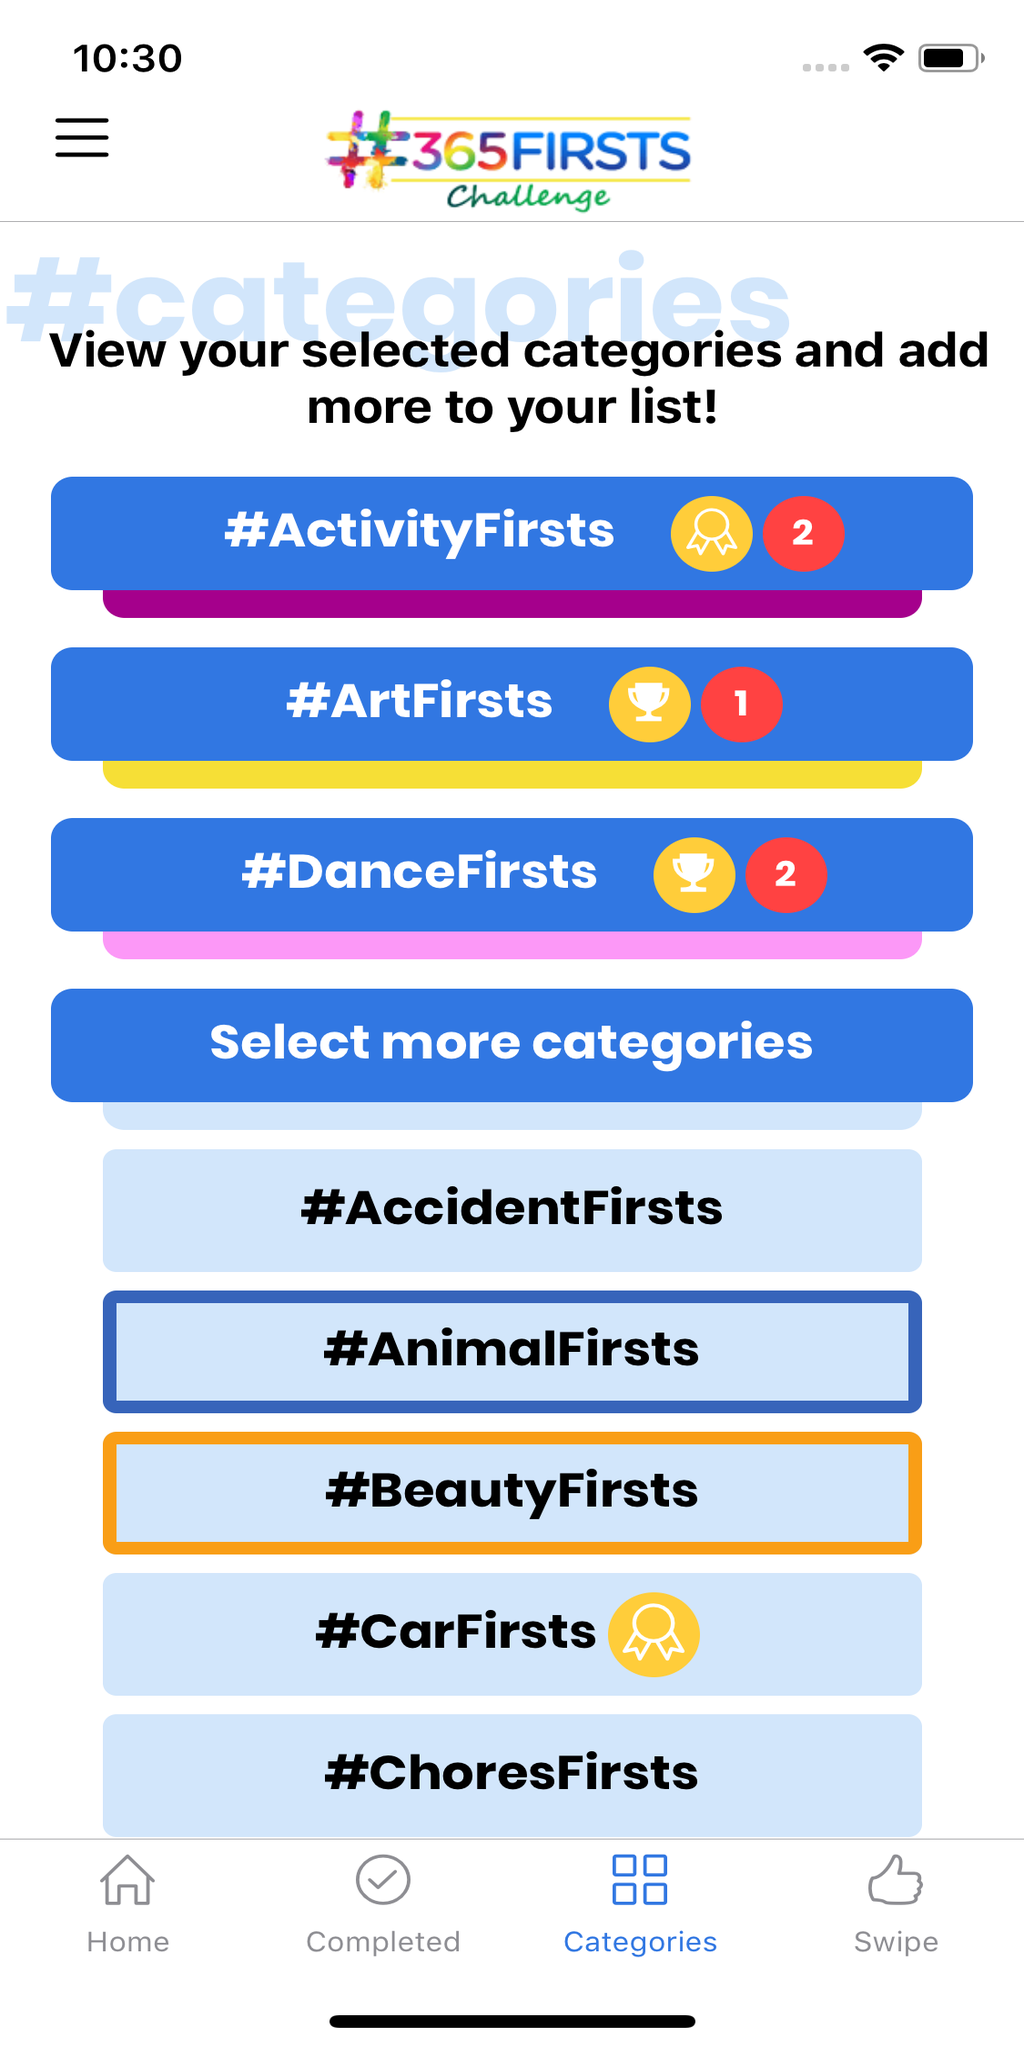 10:30
#365FIRSTS
Challenge
#categories
View your selected categories and add
more to your list!
#ActivityFirsts 2
#ArtFirsts 1
#DanceFirsts 2
Select more categories
#AccidentFirsts
#AnimalFirsts
#BeautyFirsts
#CarFirsts
#ChoresFirsts
Home Completed Categories Swipe